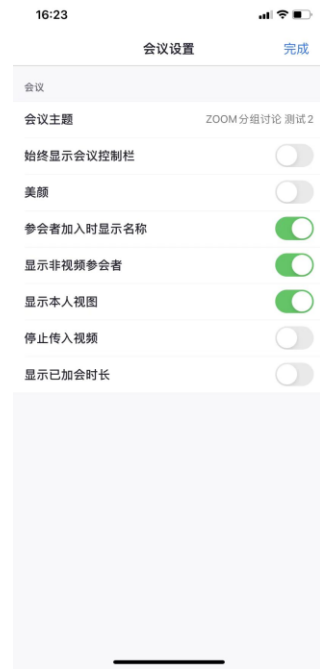 16:23
会议设置 完成
会议
会议主题 ZOOM分组讨论 测试2
始终显示会议控制栏
美颜
参会者加入时显示名称
显示非视频参会者
显示本人视图
停止传入视频
显示已加会时长